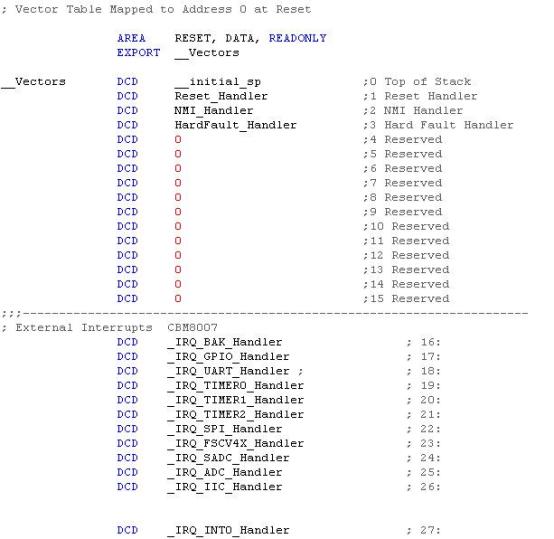 ; Vector Table Mapped to Address 0 at Reset
AREA RESET, DATA, READONLY
EXPORT __Vectors
__Vectors DCD __initial_sp ;0 Top of Stack
DCD Reset_Handler ;1 Reset Handler
DCD NMI_Handler ;2 NMI Handler
DCD HardFault_Handler ;3 Hard Fault Handler
DCD 0 ;4 Reserved
DCD 0 ;5 Reserved
DCD 0 ;6 Reserved
DCD 0 ;7 Reserved
DCD 0 ;8 Reserved
DCD 0 ;9 Reserved
DCD 0 ;10 Reserved
DCD 0 ;11 Reserved
DCD 0 ;12 Reserved
DCD 0 ;13 Reserved
DCD 0 ;14 Reserved
DCD 0 ;15 Reserved
;;;----------------------------------------------------------------------
; External Interrupts CBM8007
DCD _IRQ_BAK_Handler ; 16:
DCD _IRQ_GPIO_Handler ; 17:
DCD _IRQ_UART_Handler ; ; 18:
DCD _IRQ_TIMER0_Handler ; 19:
DCD _IRQ_TIMER1_Handler ; 20:
DCD _IRQ_TIMER2_Handler ; 21:
DCD _IRQ_SPI_Handler ; 22:
DCD _IRQ_FSCV4X_Handler ; 23:
DCD _IRQ_SADC_Handler ; 24:
DCD _IRQ_ADC_Handler ; 25:
DCD _IRQ_IIC_Handler ; 26:
DCD _IRQ_INT0_Handler ; 27: